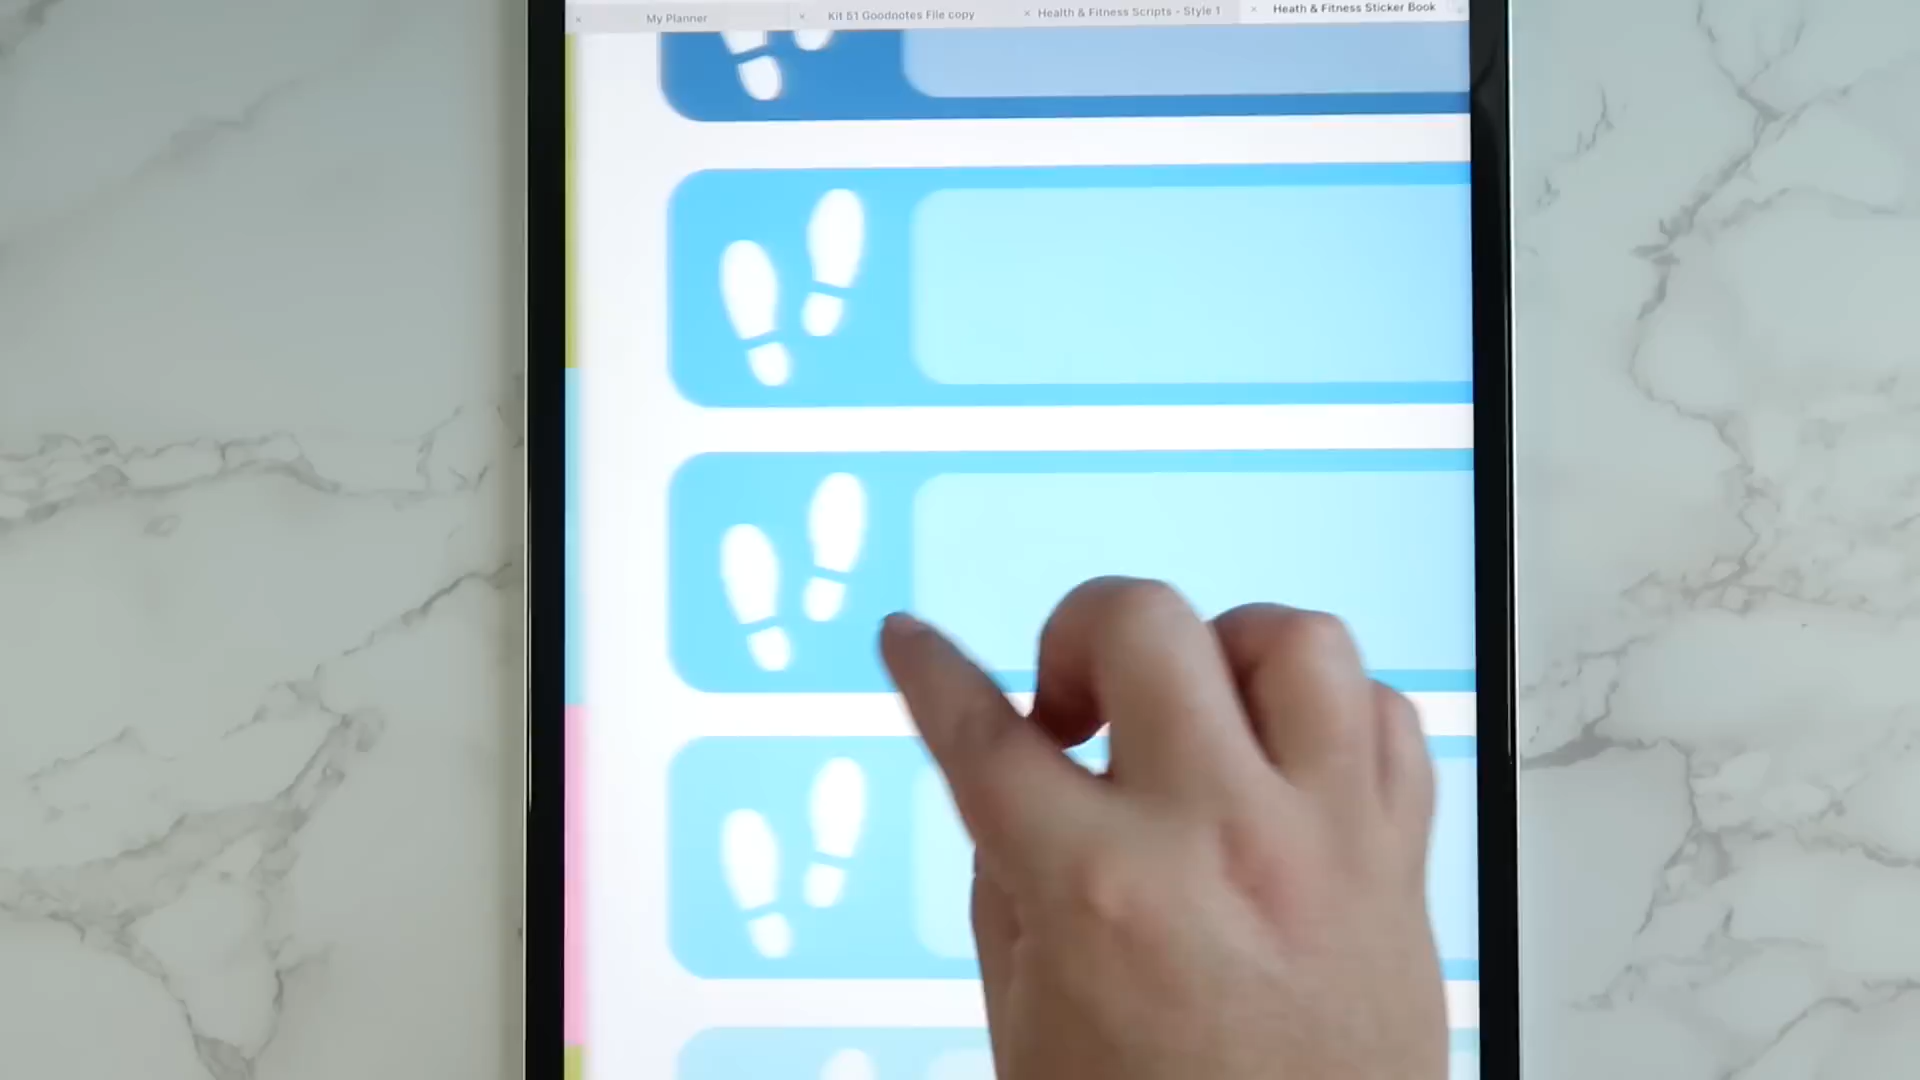 My Planner
Kit 51 Goodnotes File copy
Health & Fitness Scripts - Style 1
Heath & Fitness Sticker Book